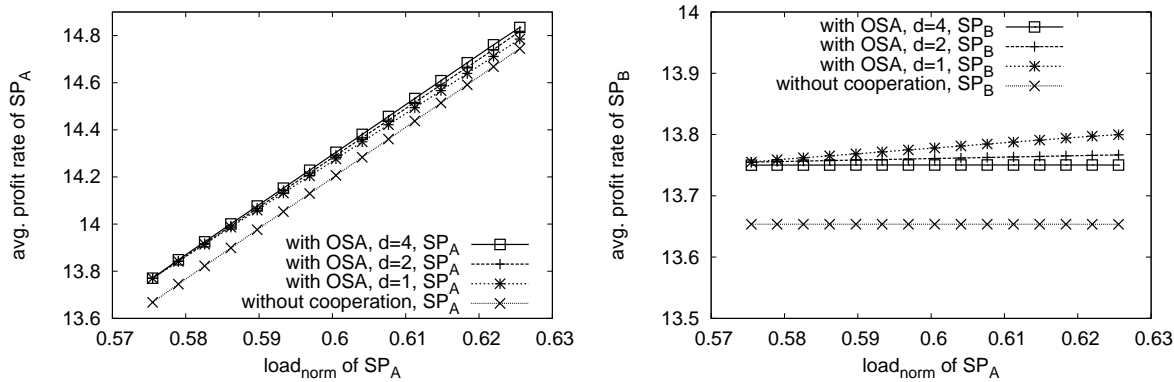 14.8
14.6
14.4
14.2
14
13.8
13.6
avg. profit rate of SP_A
with OSA, d=4, SP_A
with OSA, d=2, SP_A
with OSA, d=1, SP_A
without cooperation, SP_A
0.57 0.58 0.59 0.6 0.61 0.62 0.63
load_norm of SP_A
14
13.9
13.8
13.7
13.6
13.5
avg. profit rate of SP_B
with OSA, d=4, SP_B
with OSA, d=2, SP_B
with OSA, d=1, SP_B
without cooperation, SP_B
0.57 0.58 0.59 0.6 0.61 0.62 0.63
load_norm of SP_A